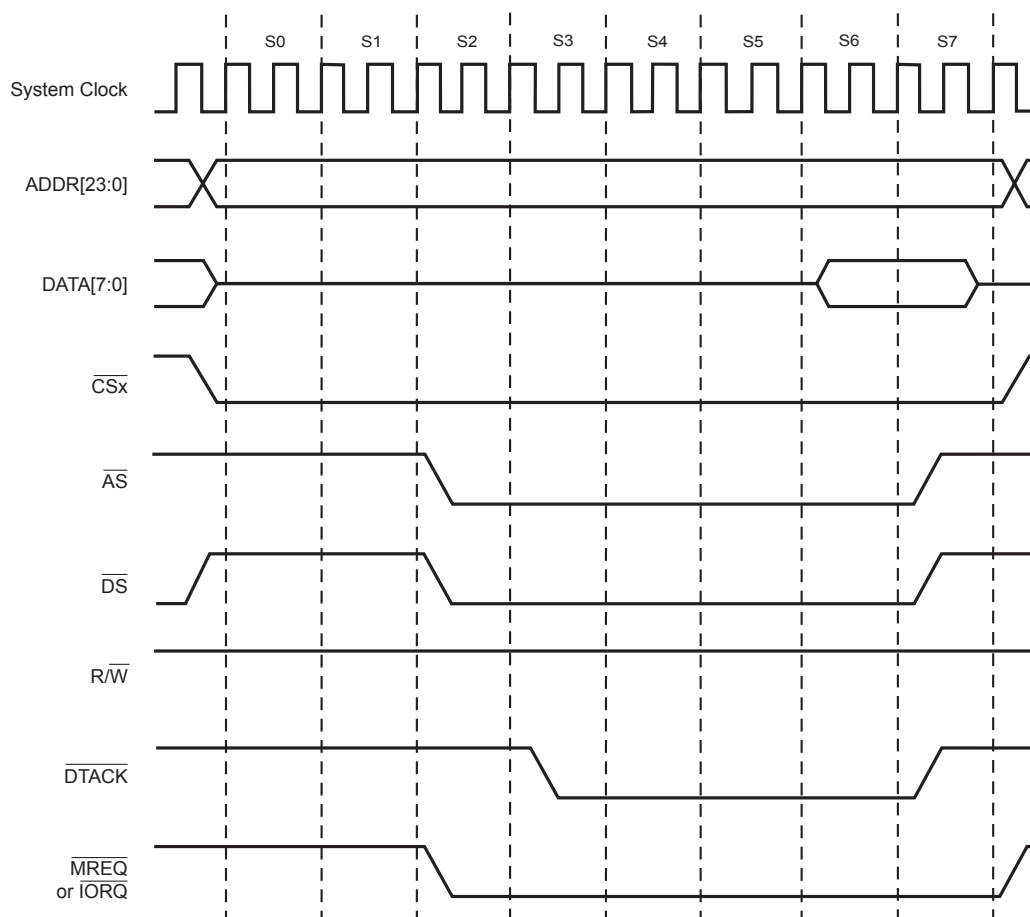 S0 S1 S2 S3 S4 S5 S6 S7
System Clock
ADDR[23:0]
DATA[7:0]
CSx
AS
DS
R/W
DTACK
MREQ
or IORQ